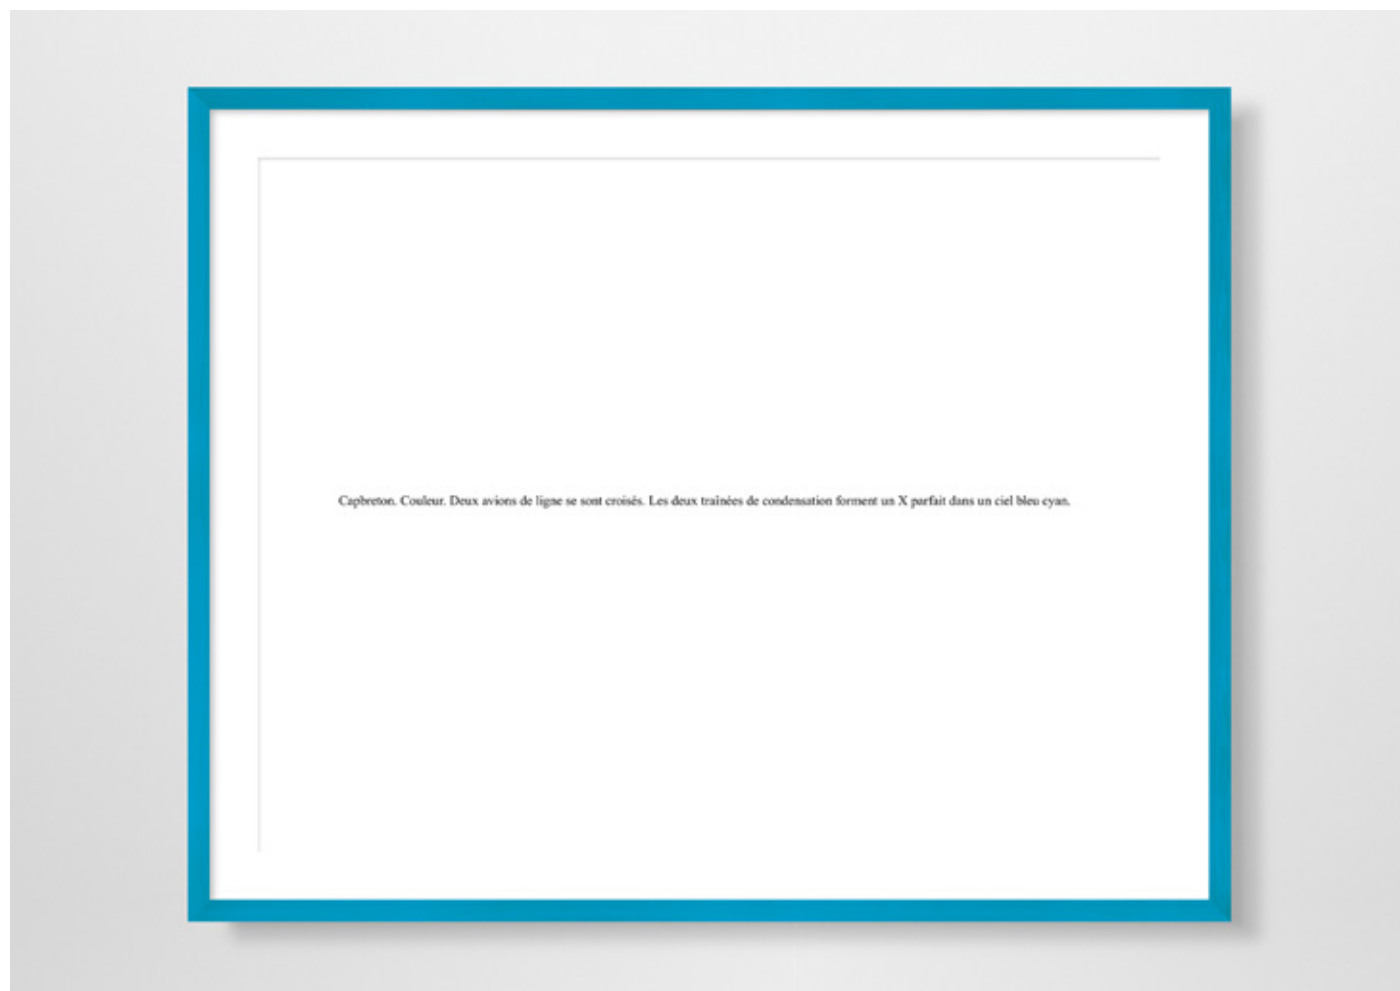 Capbreton. Couleur. Deux avions de ligne se sont croisés. Les deux traînées de condensation forment un X parfait dans un ciel bleu cyan.